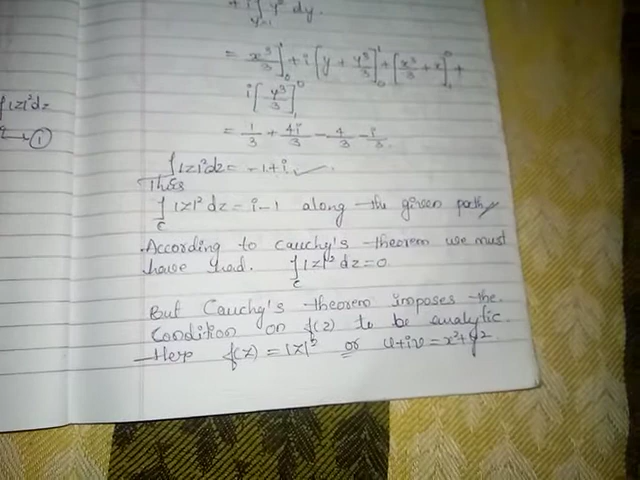 + i ∫ y² dy.
y=1
= x³/3]₀¹ + i [y + y³/3]₀¹ + [x³/3 + x]₁⁰ +
i [y³/3]₁⁰
= 1/3 + 4i/3 - 4/3 - i/3.
∫|z|²dz = -1+i
Thus
∫|z|² dz = i-1 along the given path
c
According to Cauchy's theorem we must
have had. ∫|z|² dz = 0
c
But Cauchy's theorem imposes the
condition on f(z) to be analytic.
Here f(z) = |z|² or u+iv = x²+y²
∫|z|²dz
①